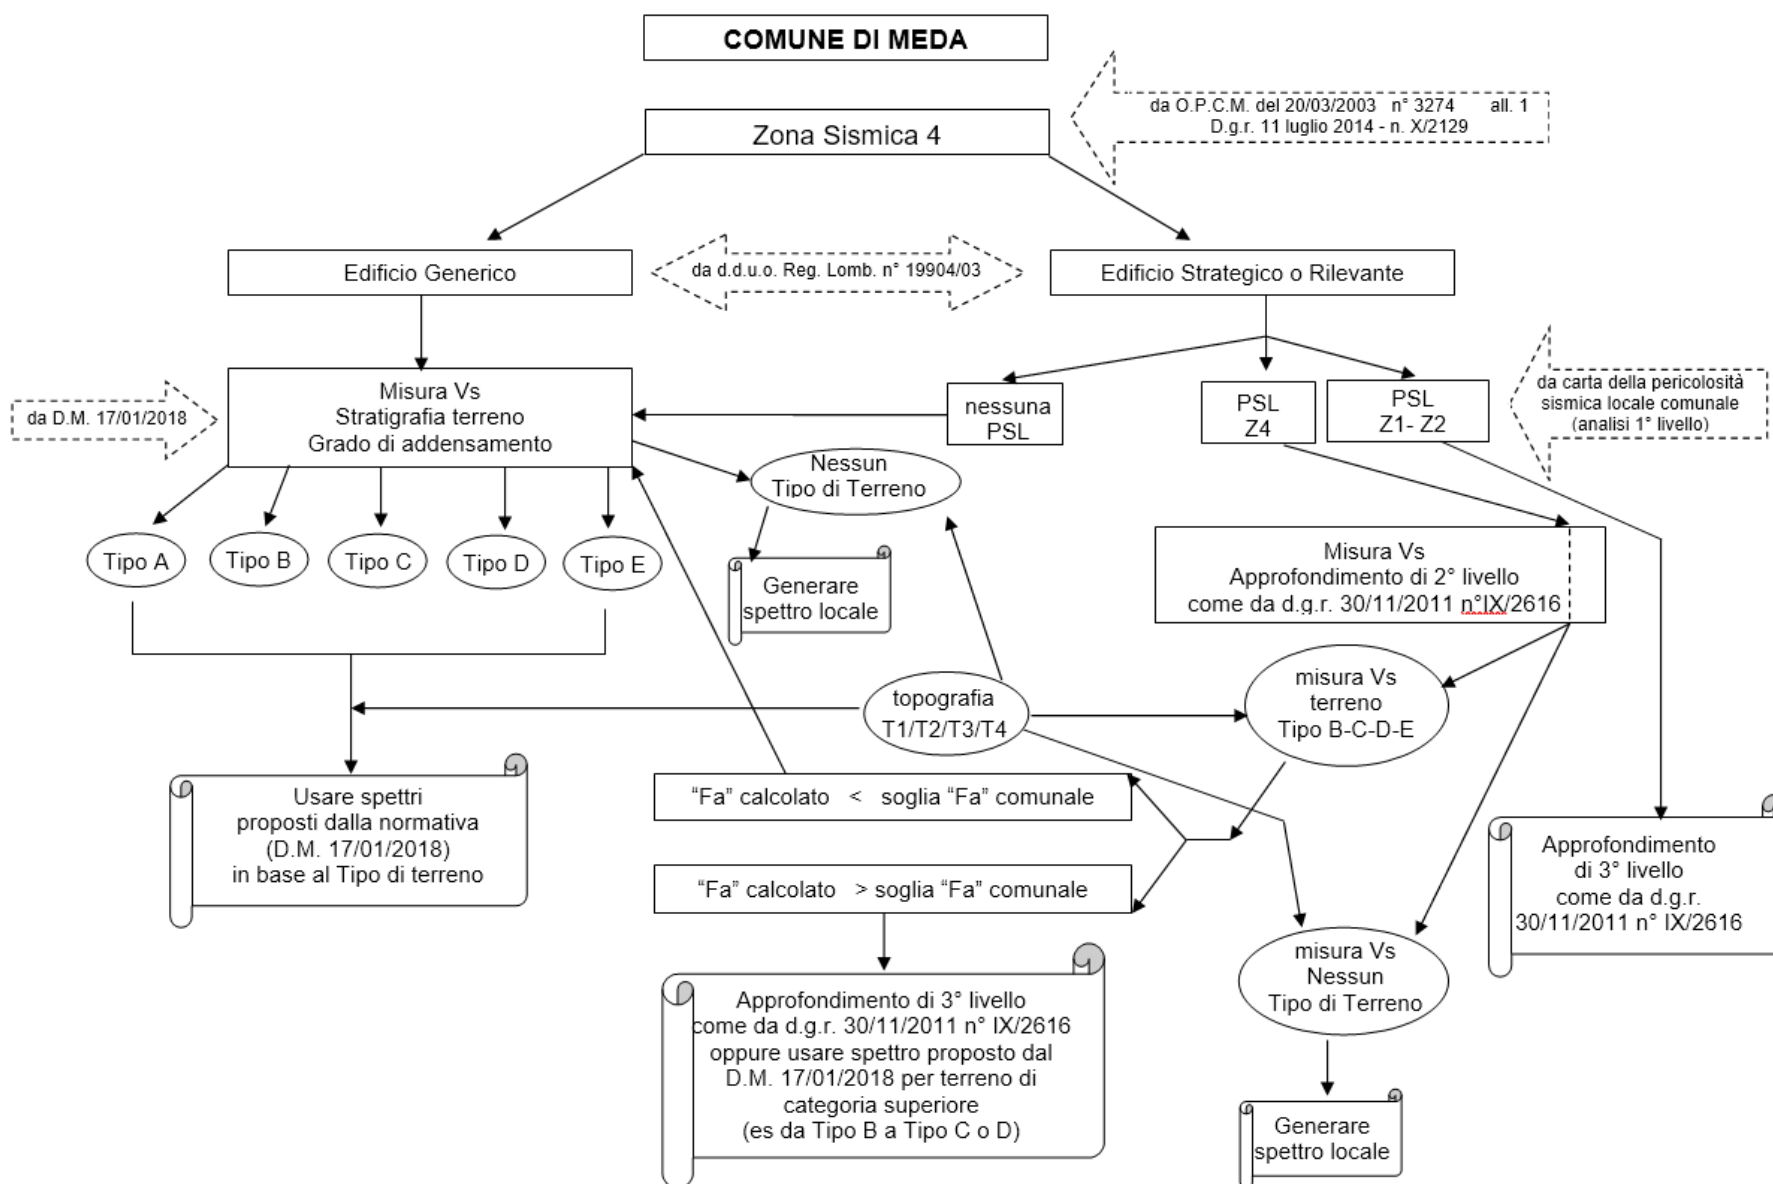 COMUNE DI MEDA
da O.P.C.M. del 20/03/2003 n° 3274 all. 1
D.g.r. 11 luglio 2014 - n. X/2129
Zona Sismica 4
Edificio Generico
da d.d.u.o. Reg. Lomb. n° 19904/03
Edificio Strategico o Rilevante
da D.M. 17/01/2018
Misura Vs
Stratigrafia terreno
Grado di addensamento
nessuna
PSL
PSL
Z4
PSL
Z1- Z2
da carta della pericolosità
sismica locale comunale
(analisi 1° livello)
Nessun
Tipo di Terreno
Tipo A
Tipo B
Tipo C
Tipo D
Tipo E
Generare
spettro locale
Misura Vs
Approfondimento di 2° livello
come da d.g.r. 30/11/2011 n°IX/2616
topografia
T1/T2/T3/T4
misura Vs
terreno
Tipo B-C-D-E
Usare spettri
proposti dalla normativa
(D.M. 17/01/2018)
in base al Tipo di terreno
“Fa” calcolato < soglia “Fa” comunale
“Fa” calcolato > soglia “Fa” comunale
Approfondimento
di 3° livello
come da d.g.r.
30/11/2011 n° IX/2616
misura Vs
Nessun
Tipo di Terreno
Approfondimento di 3° livello
come da d.g.r. 30/11/2011 n° IX/2616
oppure usare spettro proposto dal
D.M. 17/01/2018 per terreno di
categoria superiore
(es da Tipo B a Tipo C o D)
Generare
spettro locale